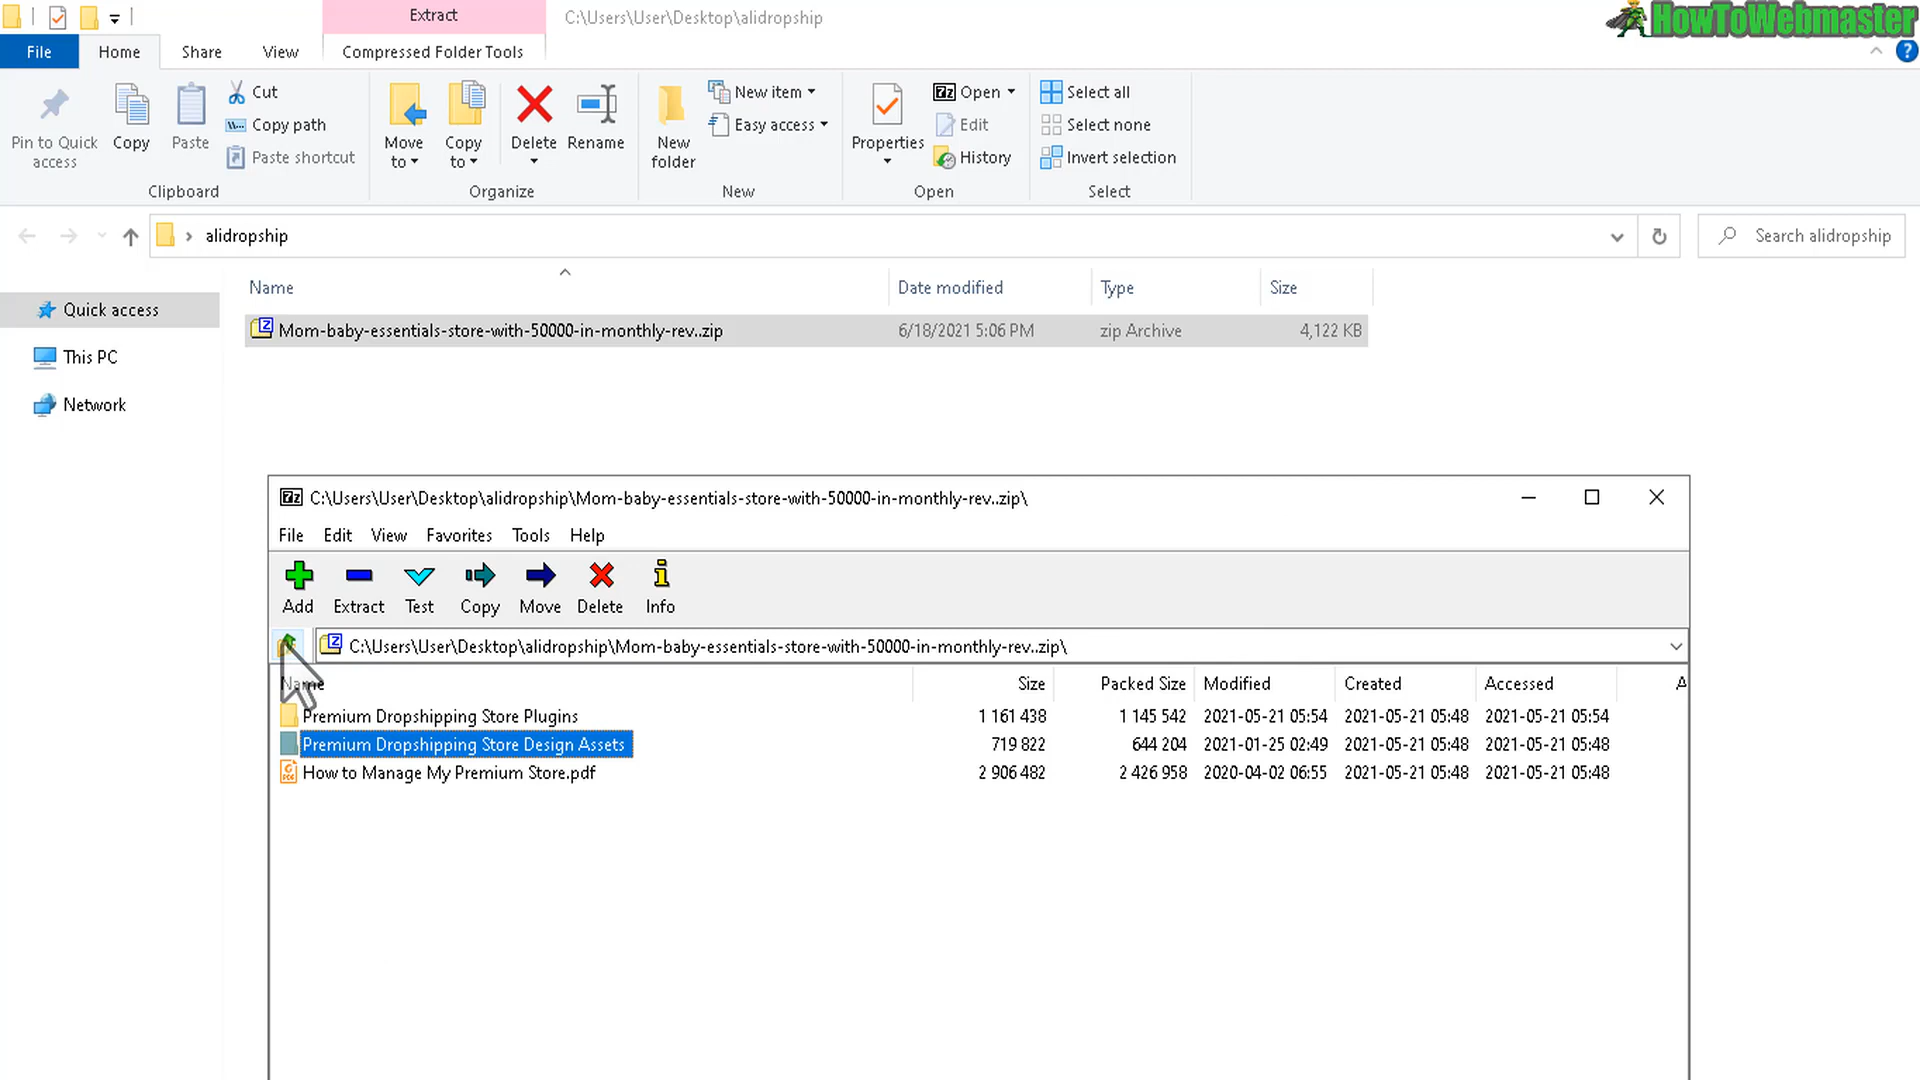 Extract
C:\Users\User\Desktop\alidropship
HowToWebmaster
File
Home
Share
View
Compressed Folder Tools
Pin to Quick
access
Copy
Paste
Cut
Copy path
Paste shortcut
Clipboard
Move
to
Copy
to
Delete
Rename
Organize
New
folder
New item
Easy access
New
Properties
Open
Edit
History
Open
Select all
Select none
Invert selection
Select
alidropship
Search alidropship
Name
Date modified
Type
Size
Quick access
This PC
Network
Mom-baby-essentials-store-with-50000-in-monthly-rev..zip
6/18/2021 5:06 PM
zip Archive
4,122 KB
7z C:\Users\User\Desktop\alidropship\Mom-baby-essentials-store-with-50000-in-monthly-rev..zip\
File Edit View Favorites Tools Help
Add Extract Test Copy Move Delete Info
C:\Users\User\Desktop\alidropship\Mom-baby-essentials-store-with-50000-in-monthly-rev..zip\
Name Size Packed Size Modified Created Accessed A
Premium Dropshipping Store Plugins 1 161 438 1 145 542 2021-05-21 05:54 2021-05-21 05:48 2021-05-21 05:54
Premium Dropshipping Store Design Assets 719 822 644 204 2021-01-25 02:49 2021-05-21 05:48 2021-05-21 05:48
How to Manage My Premium Store.pdf 2 906 482 2 426 958 2020-04-02 06:55 2021-05-21 05:48 2021-05-21 05:48